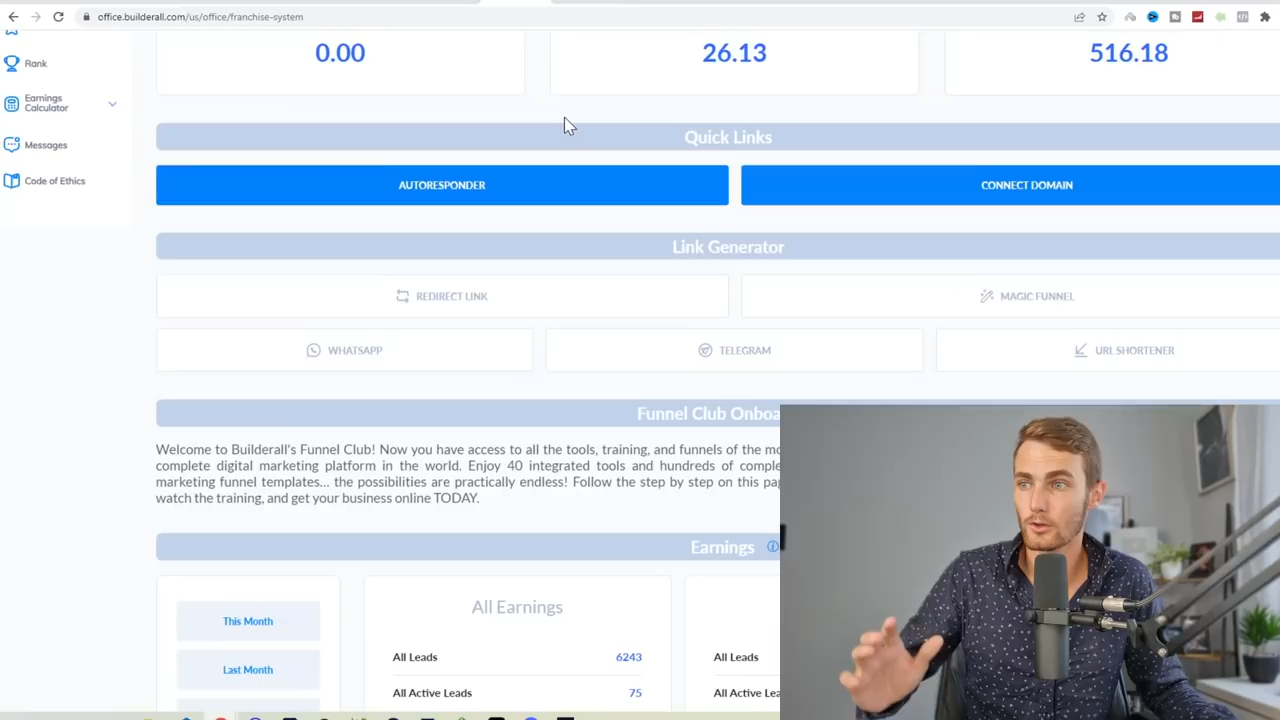 office.builderall.com/us/office/franchise-system
Rank
Earnings
Calculator
Messages
Code of Ethics
0.00
26.13
516.18
Quick Links
AUTORESPONDER
CONNECT DOMAIN
Link Generator
REDIRECT LINK
MAGIC FUNNEL
WHATSAPP
TELEGRAM
URL SHORTENER
Funnel Club Onboa
Welcome to Builderall's Funnel Club! Now you have access to all the tools, training, and funnels of the mo
complete digital marketing platform in the world. Enjoy 40 integrated tools and hundreds of comple
marketing funnel templates... the possibilities are practically endless! Follow the step by step on this pag
watch the training, and get your business online TODAY.
Earnings
This Month
Last Month
All Earnings
All Leads 6243
All Active Leads 75
All Leads
All Active Lea